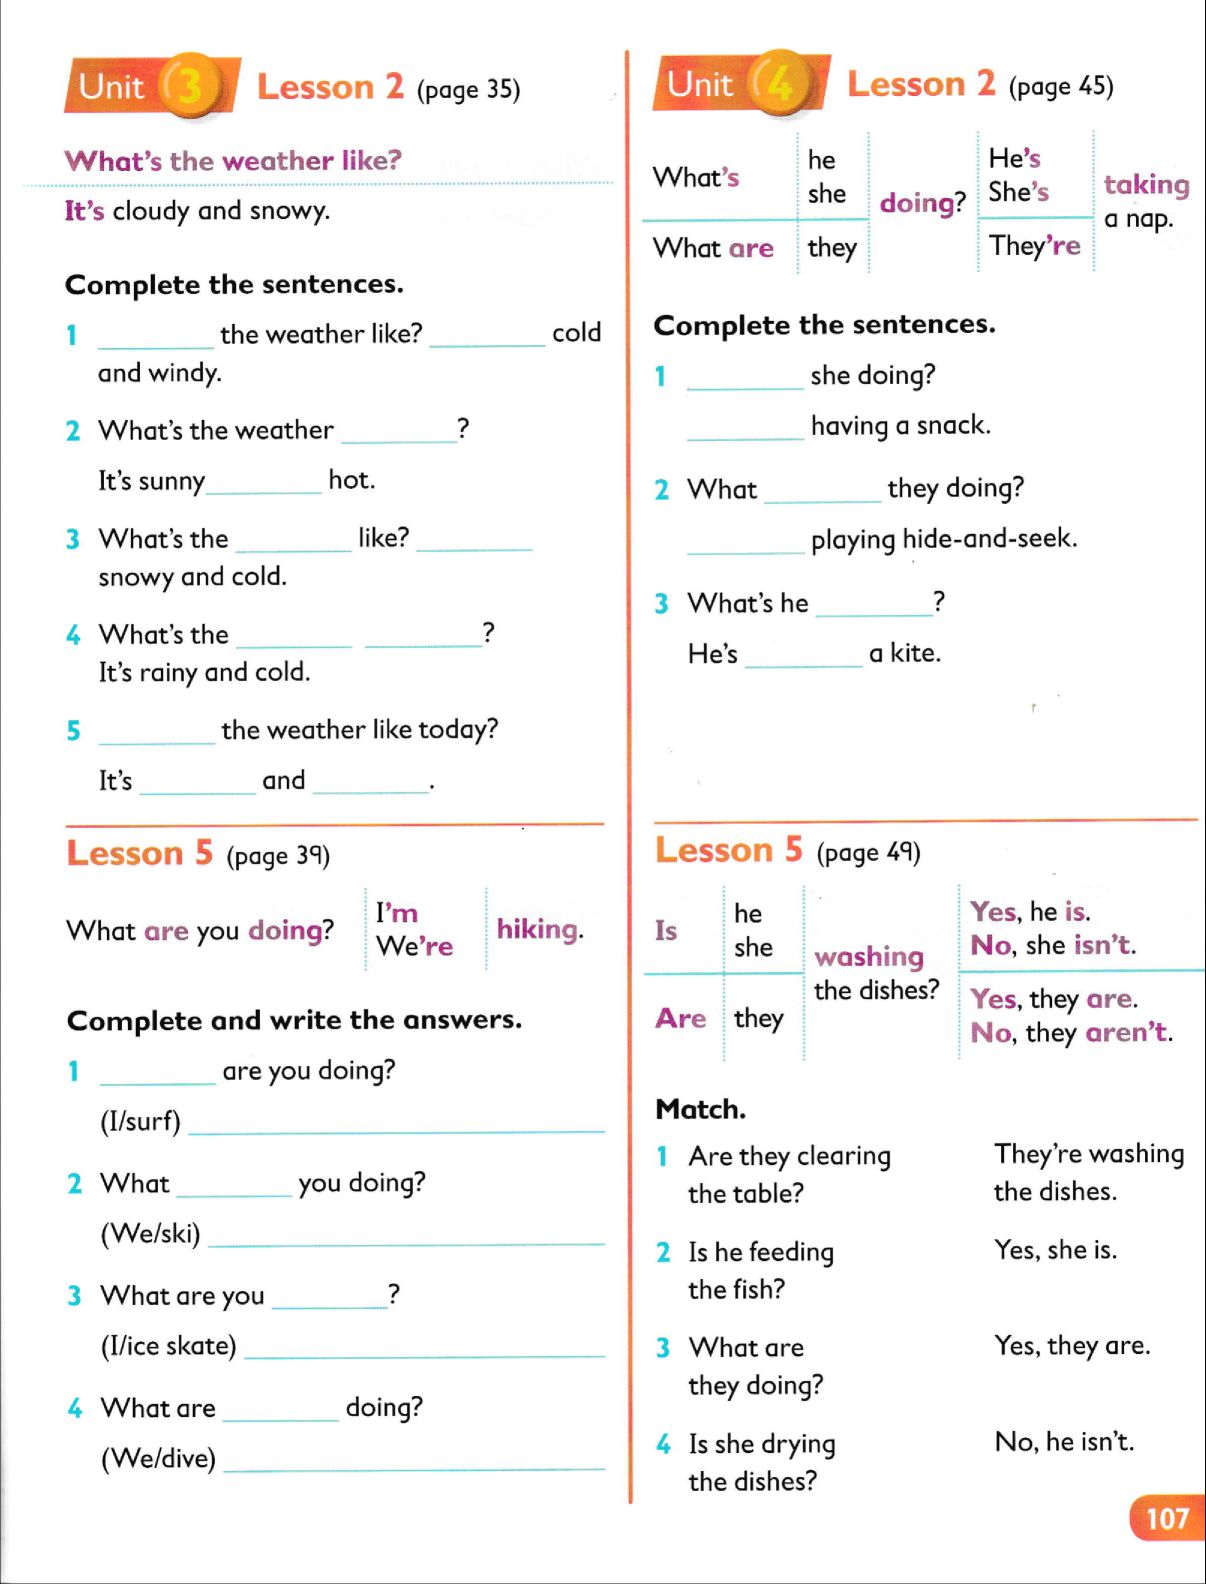 Unit 3 Lesson 2 (page 35)
What's the weather like?
It's cloudy and snowy.
Complete the sentences.
1 ________ the weather like? ________ cold
and windy.
2 What's the weather ________?
It's sunny ________ hot.
3 What's the ________ like? ________
snowy and cold.
4 What's the ________ ________?
It's rainy and cold.
5 ________ the weather like today?
It's ________ and ________.
Lesson 5 (page 39)
What are you doing? I'm hiking.
We're
Complete and write the answers.
1 ________ are you doing?
(I/surf) ________
2 What ________ you doing?
(We/ski) ________
3 What are you ________?
(I/ice skate) ________
4 What are ________ doing?
(We/dive) ________
Unit 4 Lesson 2 (page 45)
What's he doing? He's taking
she She's a nap.
What are they They're
Complete the sentences.
1 ________ she doing?
________ having a snack.
2 What ________ they doing?
________ playing hide-and-seek.
3 What's he ________?
He's ________ a kite.
Lesson 5 (page 49)
Is he washing Yes, he is.
she the dishes? No, she isn't.
Are they Yes, they are.
No, they aren't.
Match.
1 Are they clearing They're washing
the table? the dishes.
2 Is he feeding Yes, she is.
the fish?
3 What are Yes, they are.
they doing?
4 Is she drying No, he isn't.
the dishes?
107